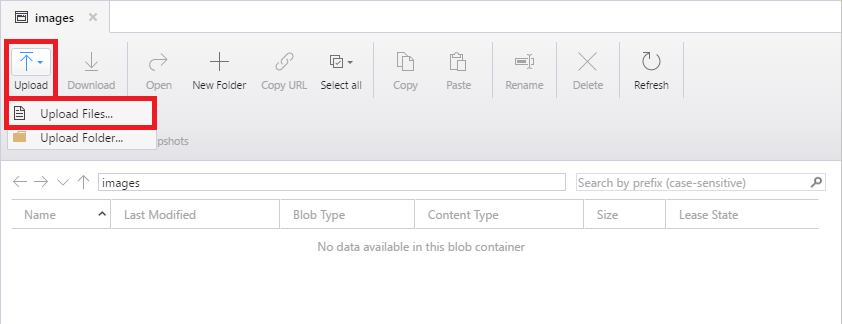 images
Upload Download Open New Folder Copy URL Select all Copy Paste Rename Delete Refresh
Upload Files...
Upload Folder...
pshots
images Search by prefix (case-sensitive)
Name Last Modified Blob Type Content Type Size Lease State
No data available in this blob container